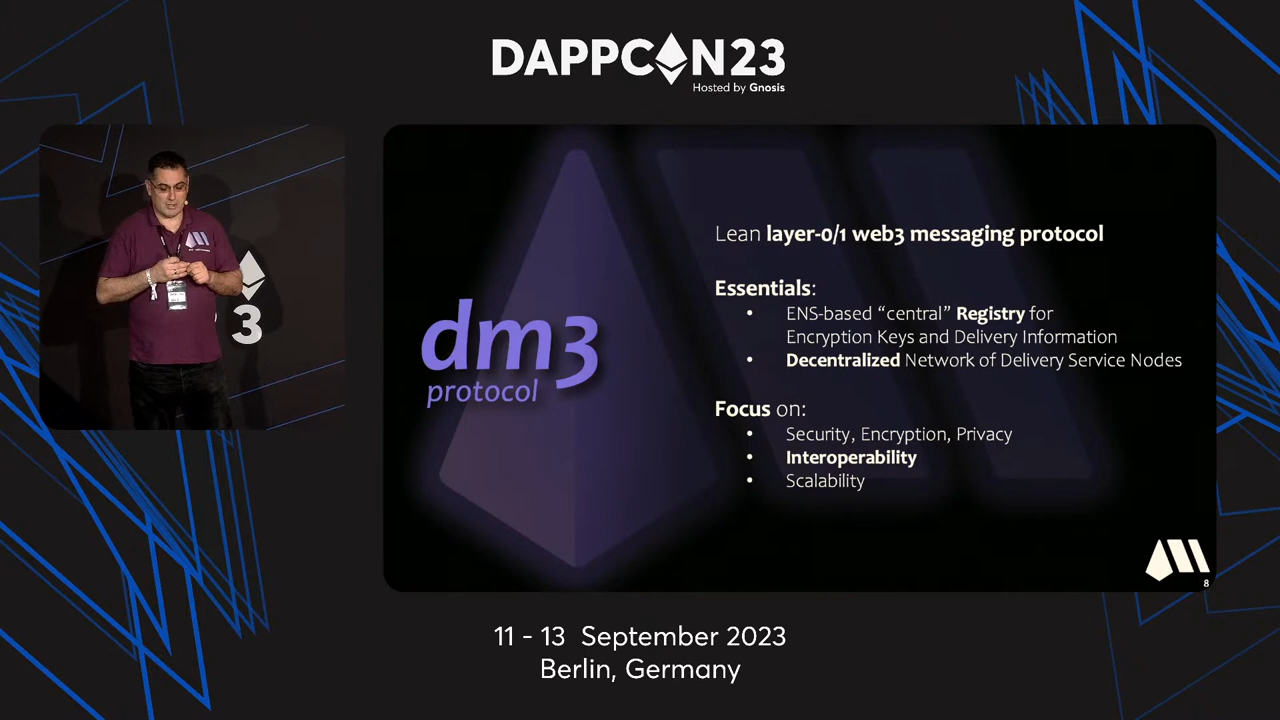 DAPPCON23
Hosted by Gnosis
3
dm3
protocol
Lean layer-0/1 web3 messaging protocol
Essentials:
• ENS-based “central” Registry for
Encryption Keys and Delivery Information
• Decentralized Network of Delivery Service Nodes
Focus on:
• Security, Encryption, Privacy
• Interoperability
• Scalability
8
11 - 13 September 2023
Berlin, Germany